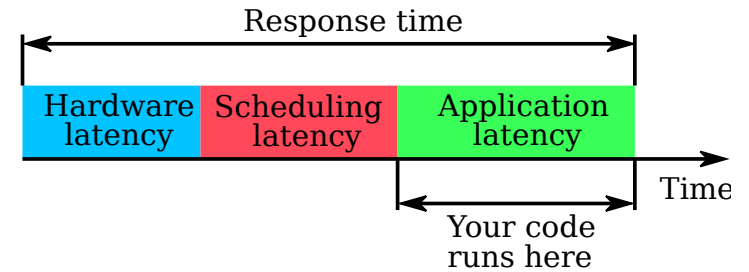 Response time
Hardware
latency
Scheduling
latency
Application
latency
Time
Your code
runs here